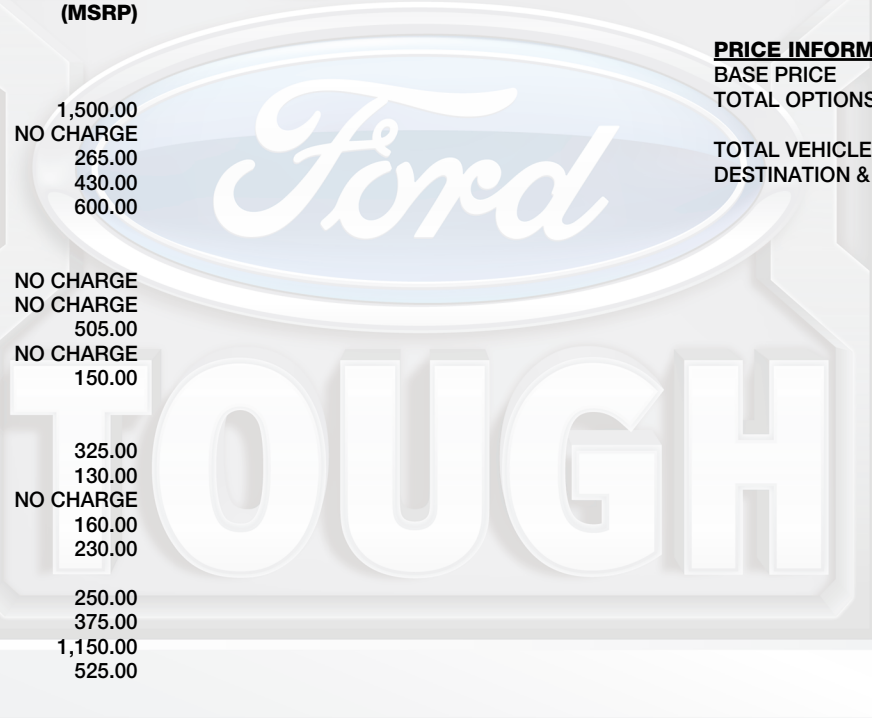 (MSRP)
1,500.00
NO CHARGE
265.00
430.00
600.00
NO CHARGE
NO CHARGE
505.00
NO CHARGE
150.00
325.00
130.00
NO CHARGE
160.00
230.00
250.00
375.00
1,150.00
525.00
PRICE INFORM
BASE PRICE
TOTAL OPTIONS
TOTAL VEHICLE
DESTINATION &
Ford
TOUGH